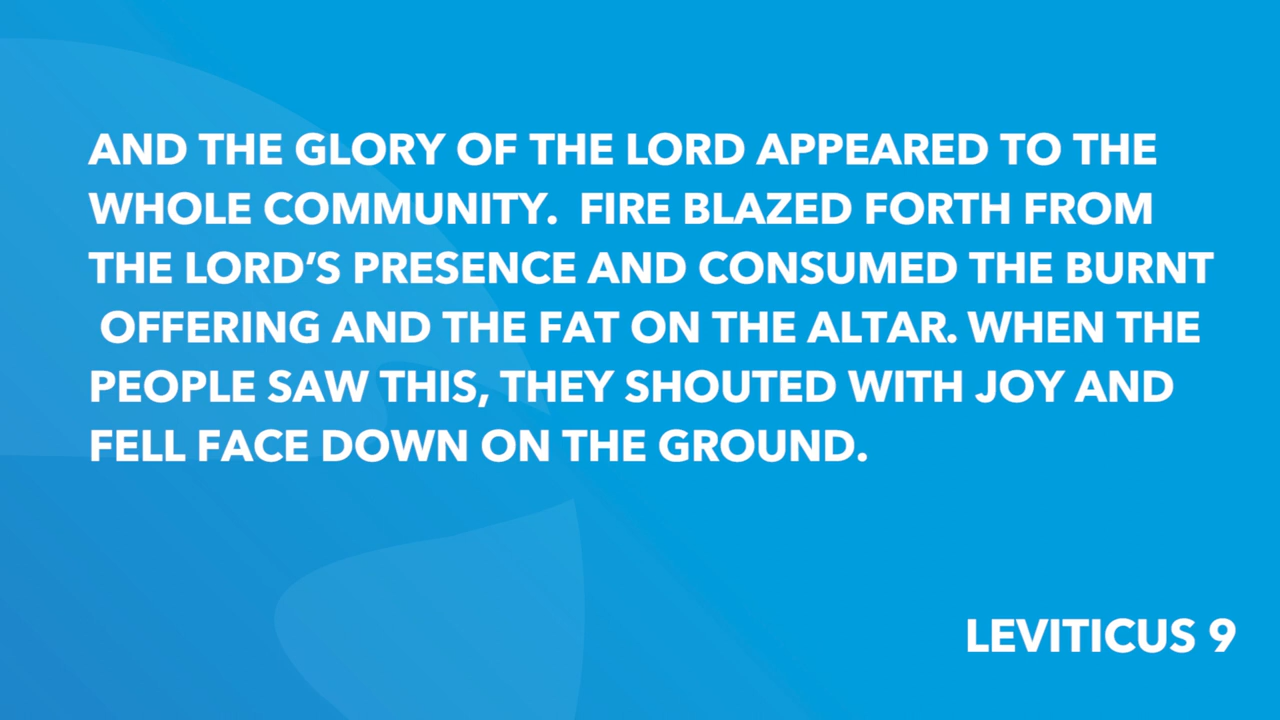 AND THE GLORY OF THE LORD APPEARED TO THE
WHOLE COMMUNITY.  FIRE BLAZED FORTH FROM
THE LORD’S PRESENCE AND CONSUMED THE BURNT
OFFERING AND THE FAT ON THE ALTAR. WHEN THE
PEOPLE SAW THIS, THEY SHOUTED WITH JOY AND
FELL FACE DOWN ON THE GROUND.
LEVITICUS 9